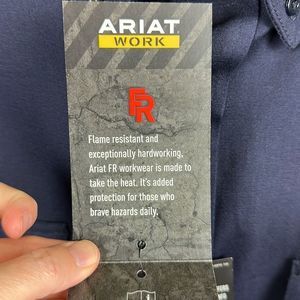 ARIAT
WORK
FR
Flame resistant and
exceptionally hardworking,
Ariat FR workwear is made to
take the heat. It's added
protection for those who
brave hazards daily.